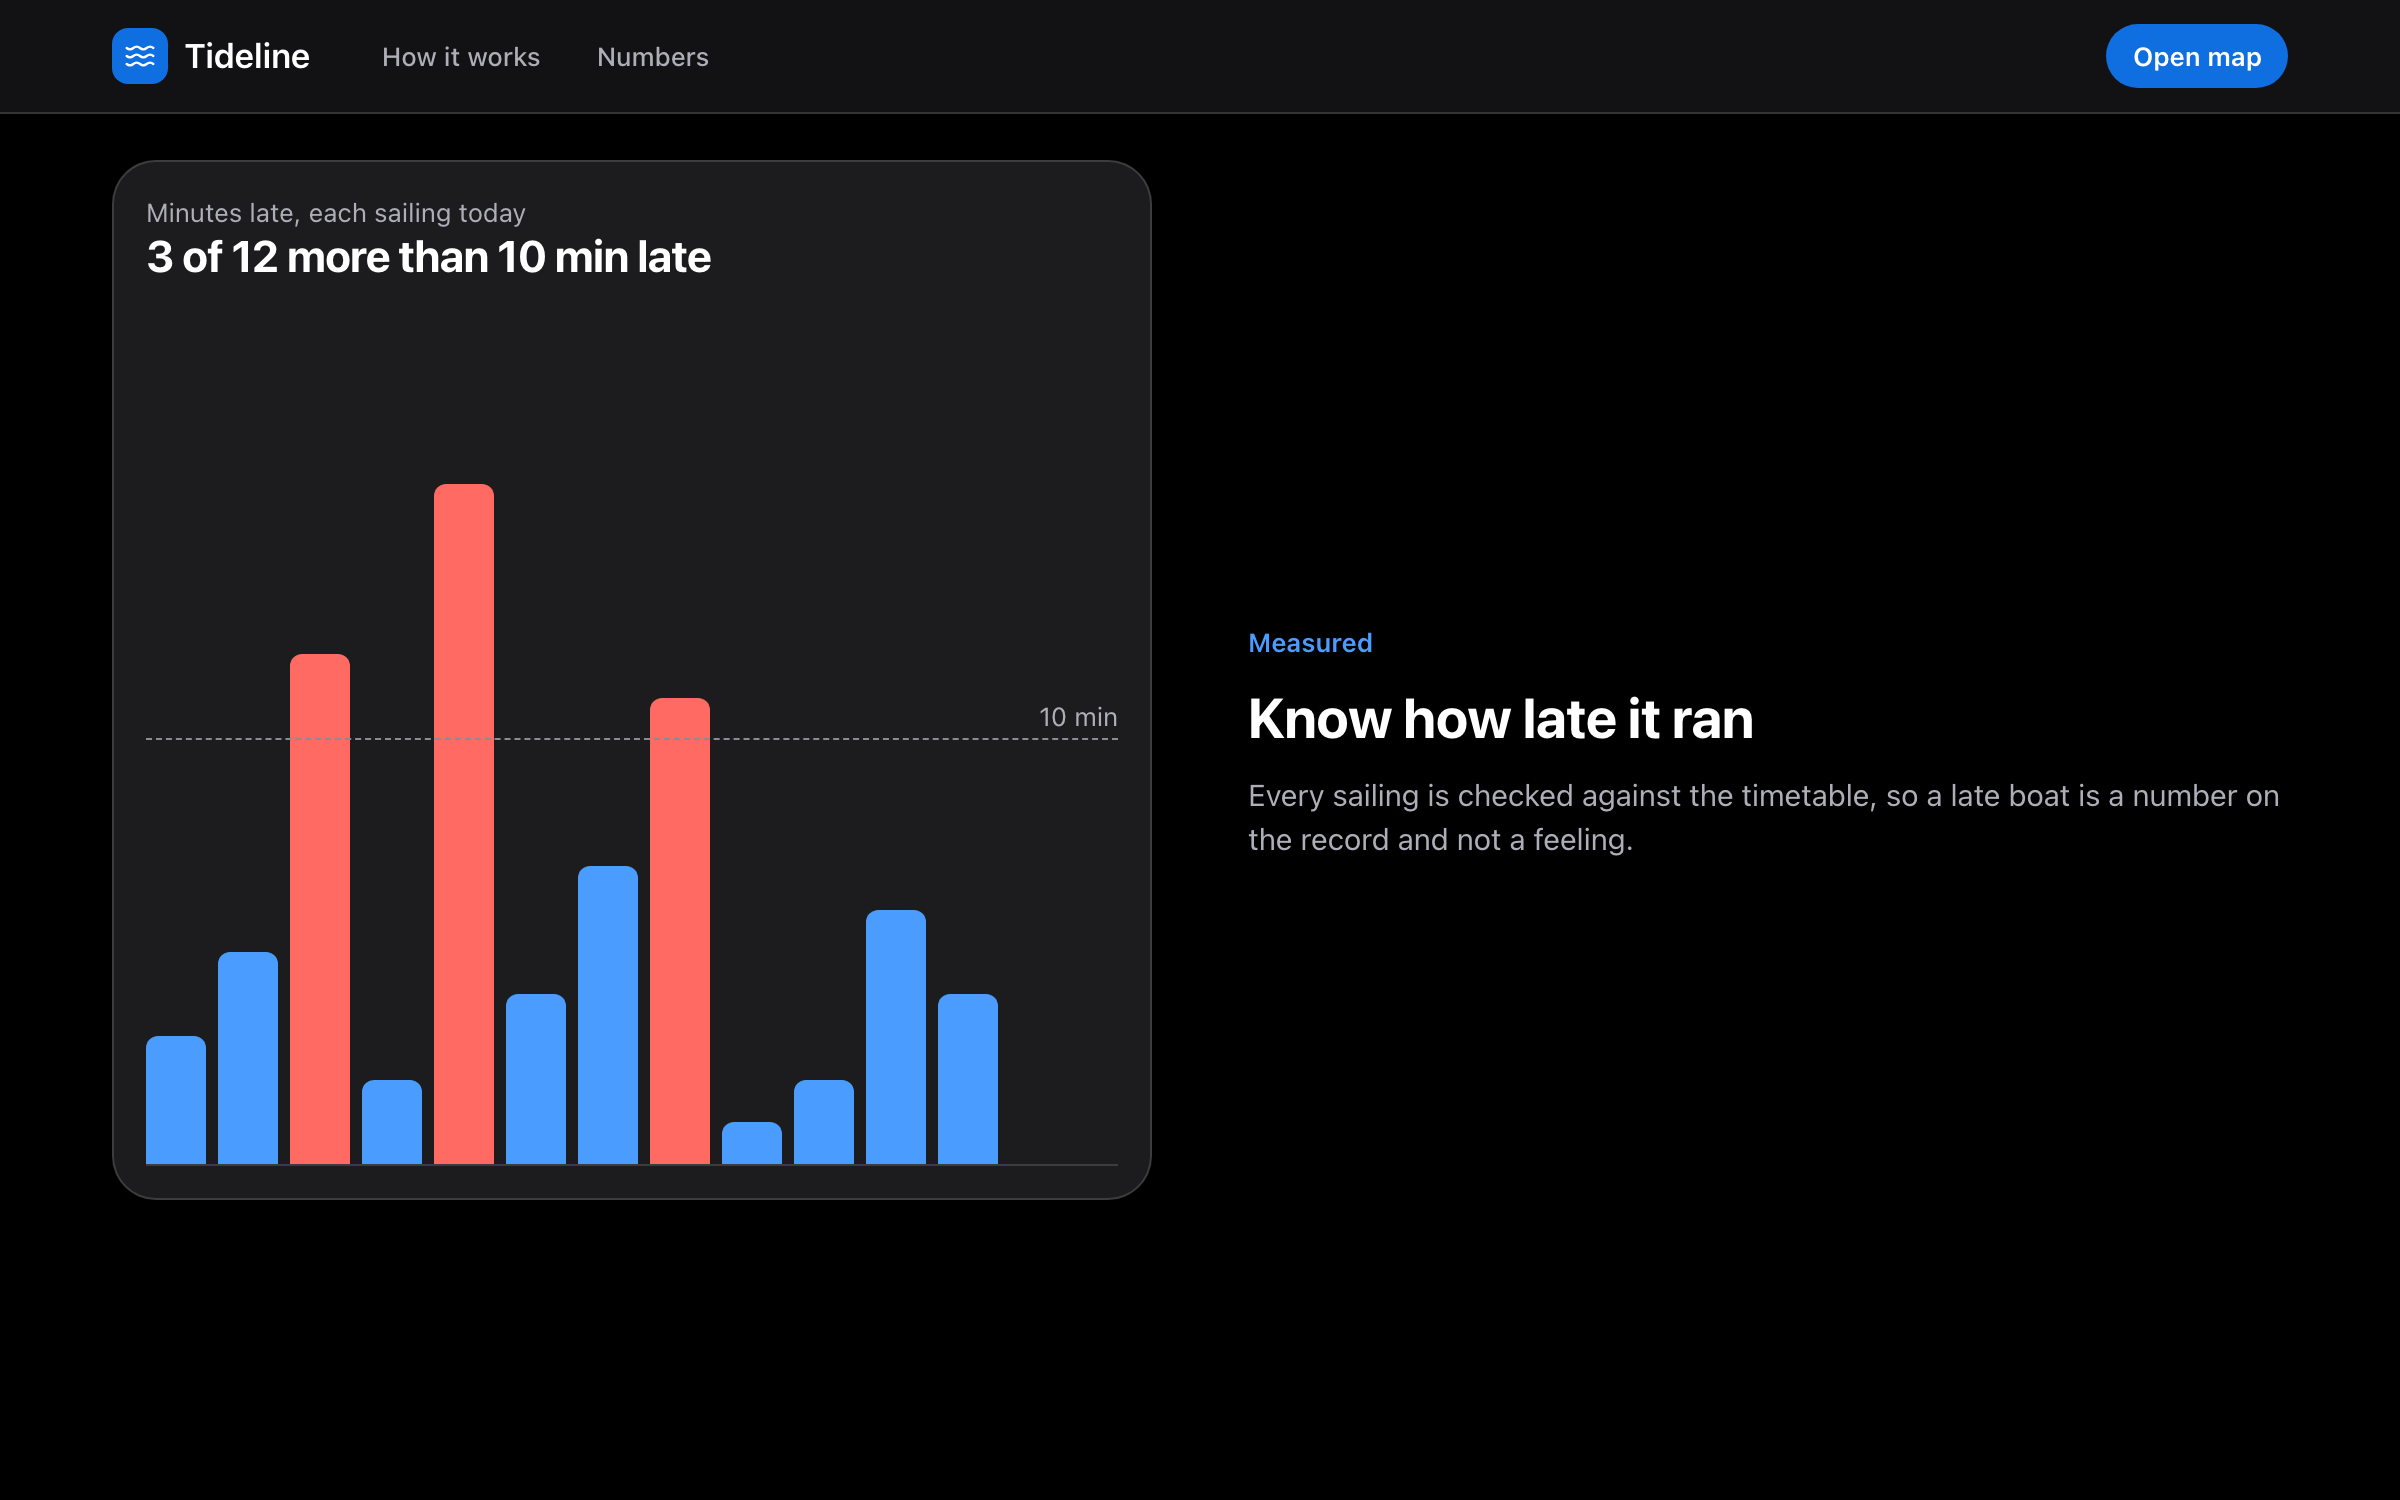 Tideline
How it works
Numbers
Open map
Minutes late, each sailing today
3 of 12 more than 10 min late
10 min
Measured
Know how late it ran
Every sailing is checked against the timetable, so a late boat is a number on
the record and not a feeling.